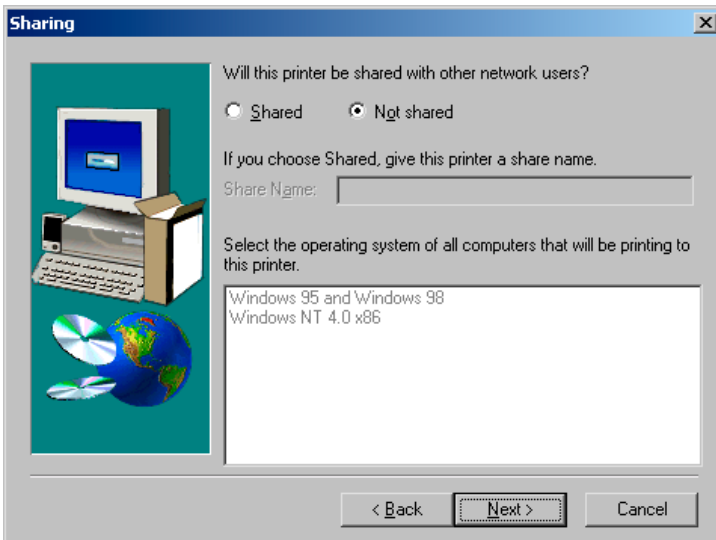 Sharing
Will this printer be shared with other network users?
Shared
Not shared
If you choose Shared, give this printer a share name.
Share Name:
Select the operating system of all computers that will be printing to
this printer.
Windows 95 and Windows 98
Windows NT 4.0 x86
< Back
Next >
Cancel